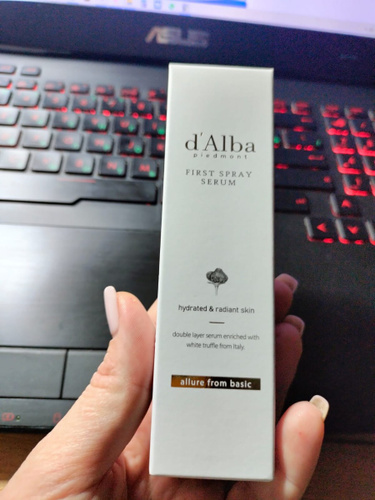 ASUS
d'Alba
piedmont
FIRST SPRAY
SERUM
hydrated & radiant skin
double layer serum enriched with
white truffle from Italy.
allure from basic